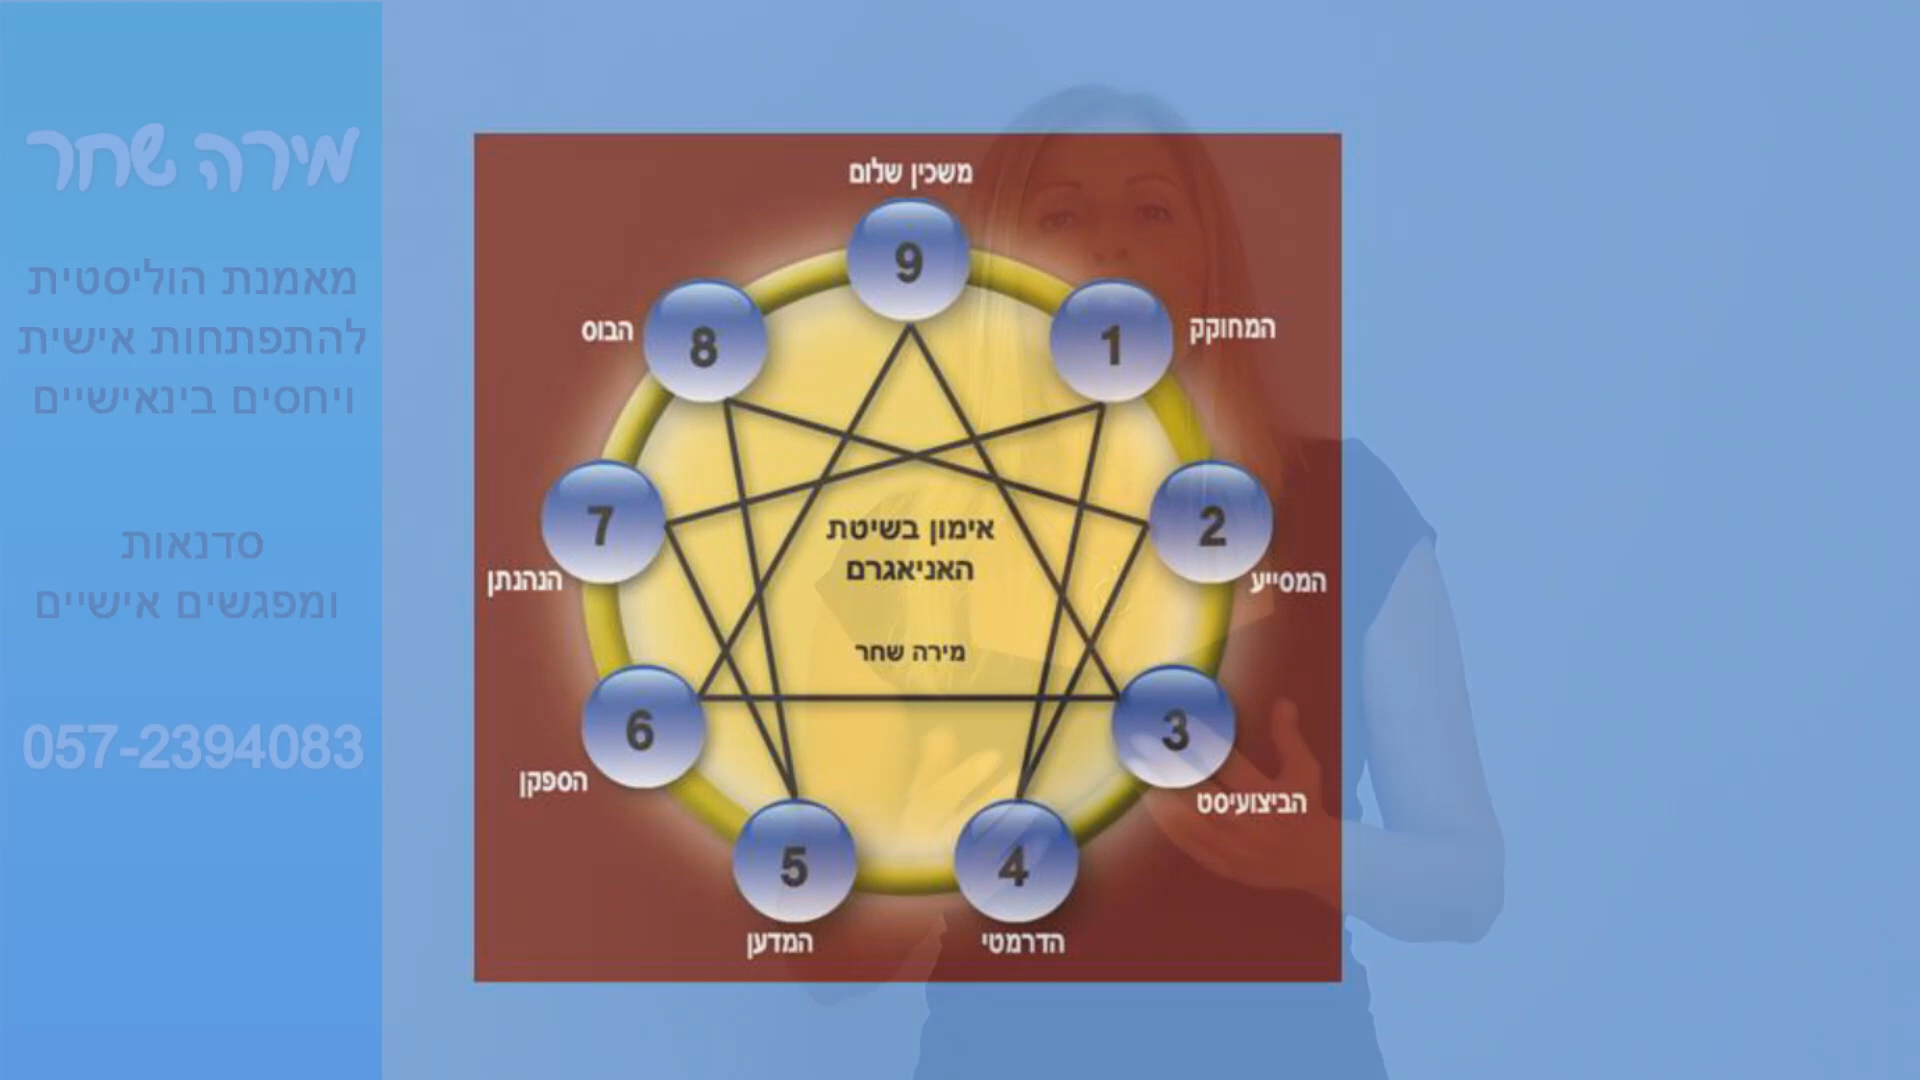 מירה שחר
מאמנת הוליסטית
להתפתחות אישית
ויחסים בינאישיים
סדנאות
ומפגשים אישיים
057-2394083
משכין שלום
9
הבוס
8
1
המחוקק
7
הנהנתן
2
המסייע
אימון בשיטת
האניאגרם
מירה שחר
6
הספקן
3
הביצועיסט
5
המדען
4
הדרמטי